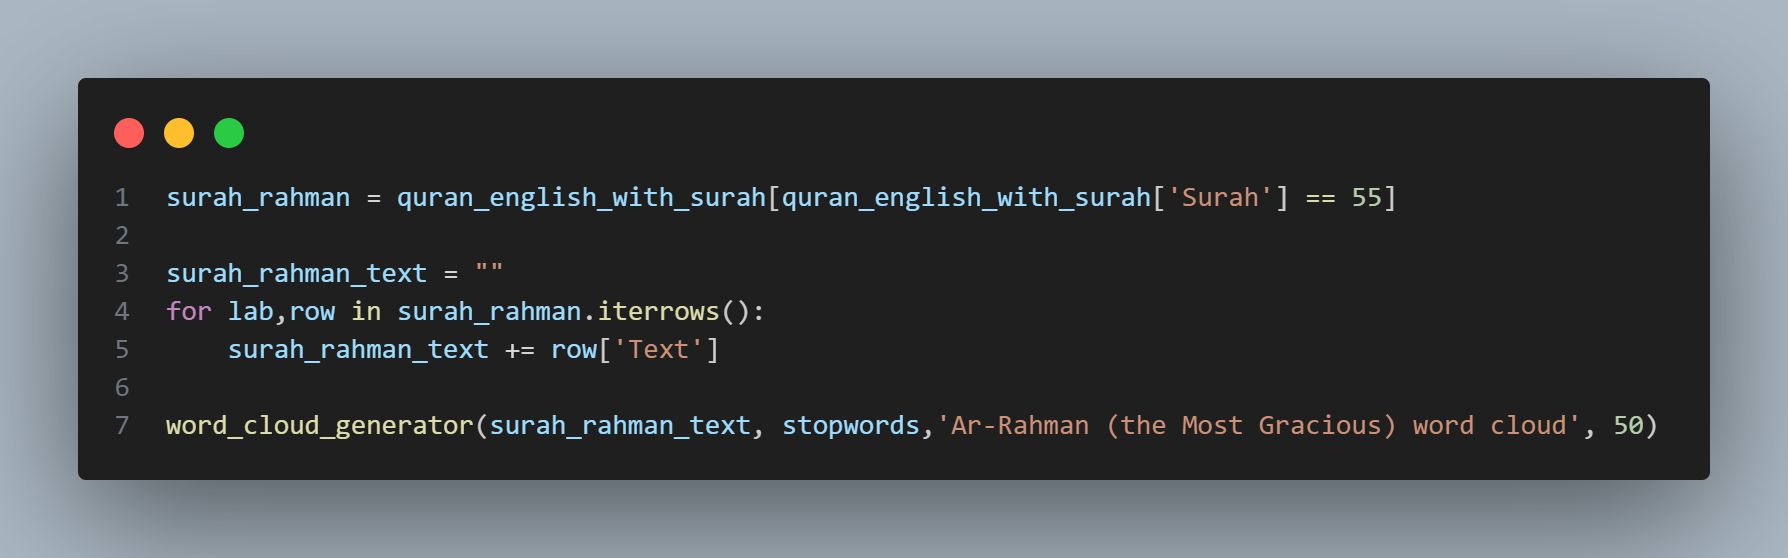 1 surah_rahman = quran_english_with_surah[quran_english_with_surah['Surah'] == 55]
2
3 surah_rahman_text = ""
4 for lab,row in surah_rahman.iterrows():
5     surah_rahman_text += row['Text']
6
7 word_cloud_generator(surah_rahman_text, stopwords,'Ar-Rahman (the Most Gracious) word cloud', 50)